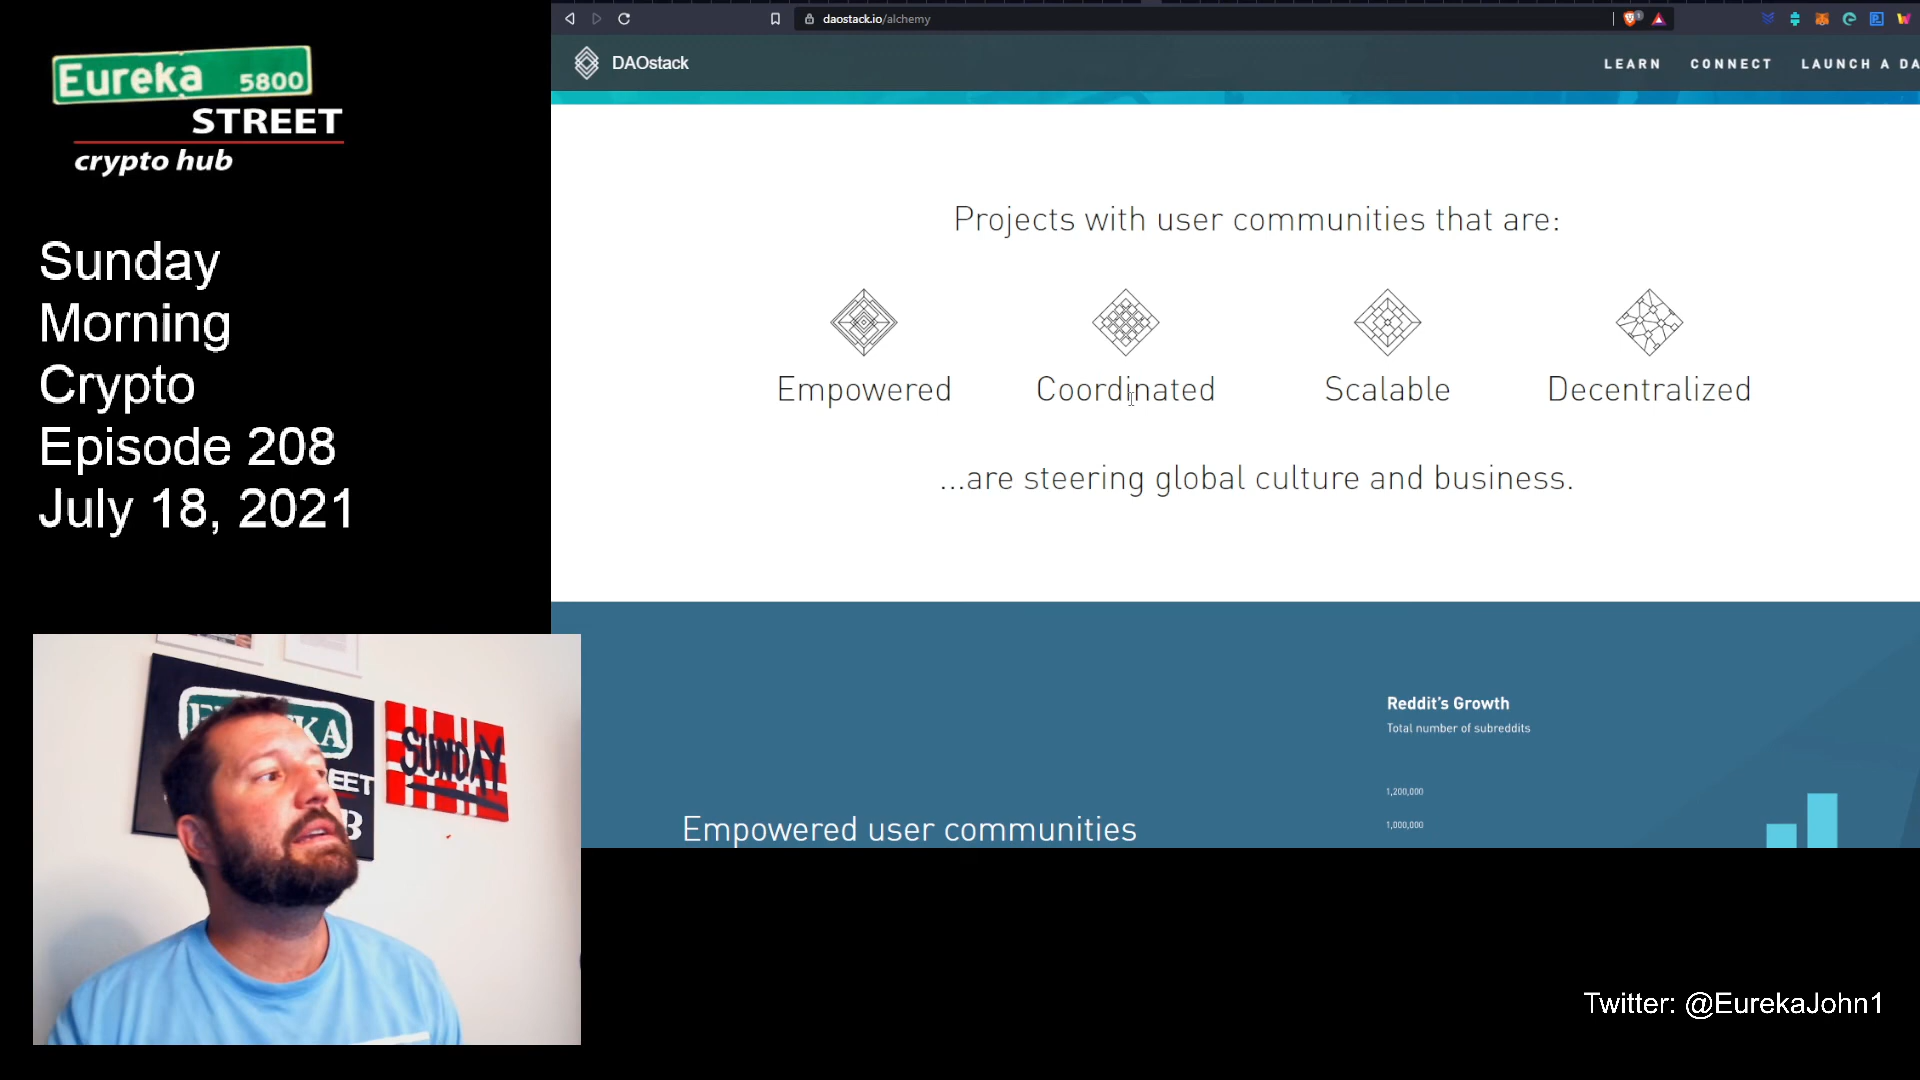 Eureka 5800
STREET
crypto hub
Sunday
Morning
Crypto
Episode 208
July 18, 2021
daostack.io/alchemy
DAOstack
LEARN CONNECT LAUNCH A DA
Projects with user communities that are:
Empowered Coordinated Scalable Decentralized
...are steering global culture and business.
Reddit's Growth
Total number of subreddits
1,200,000
1,000,000
Empowered user communities
SUNDAY
Twitter: @EurekaJohn1